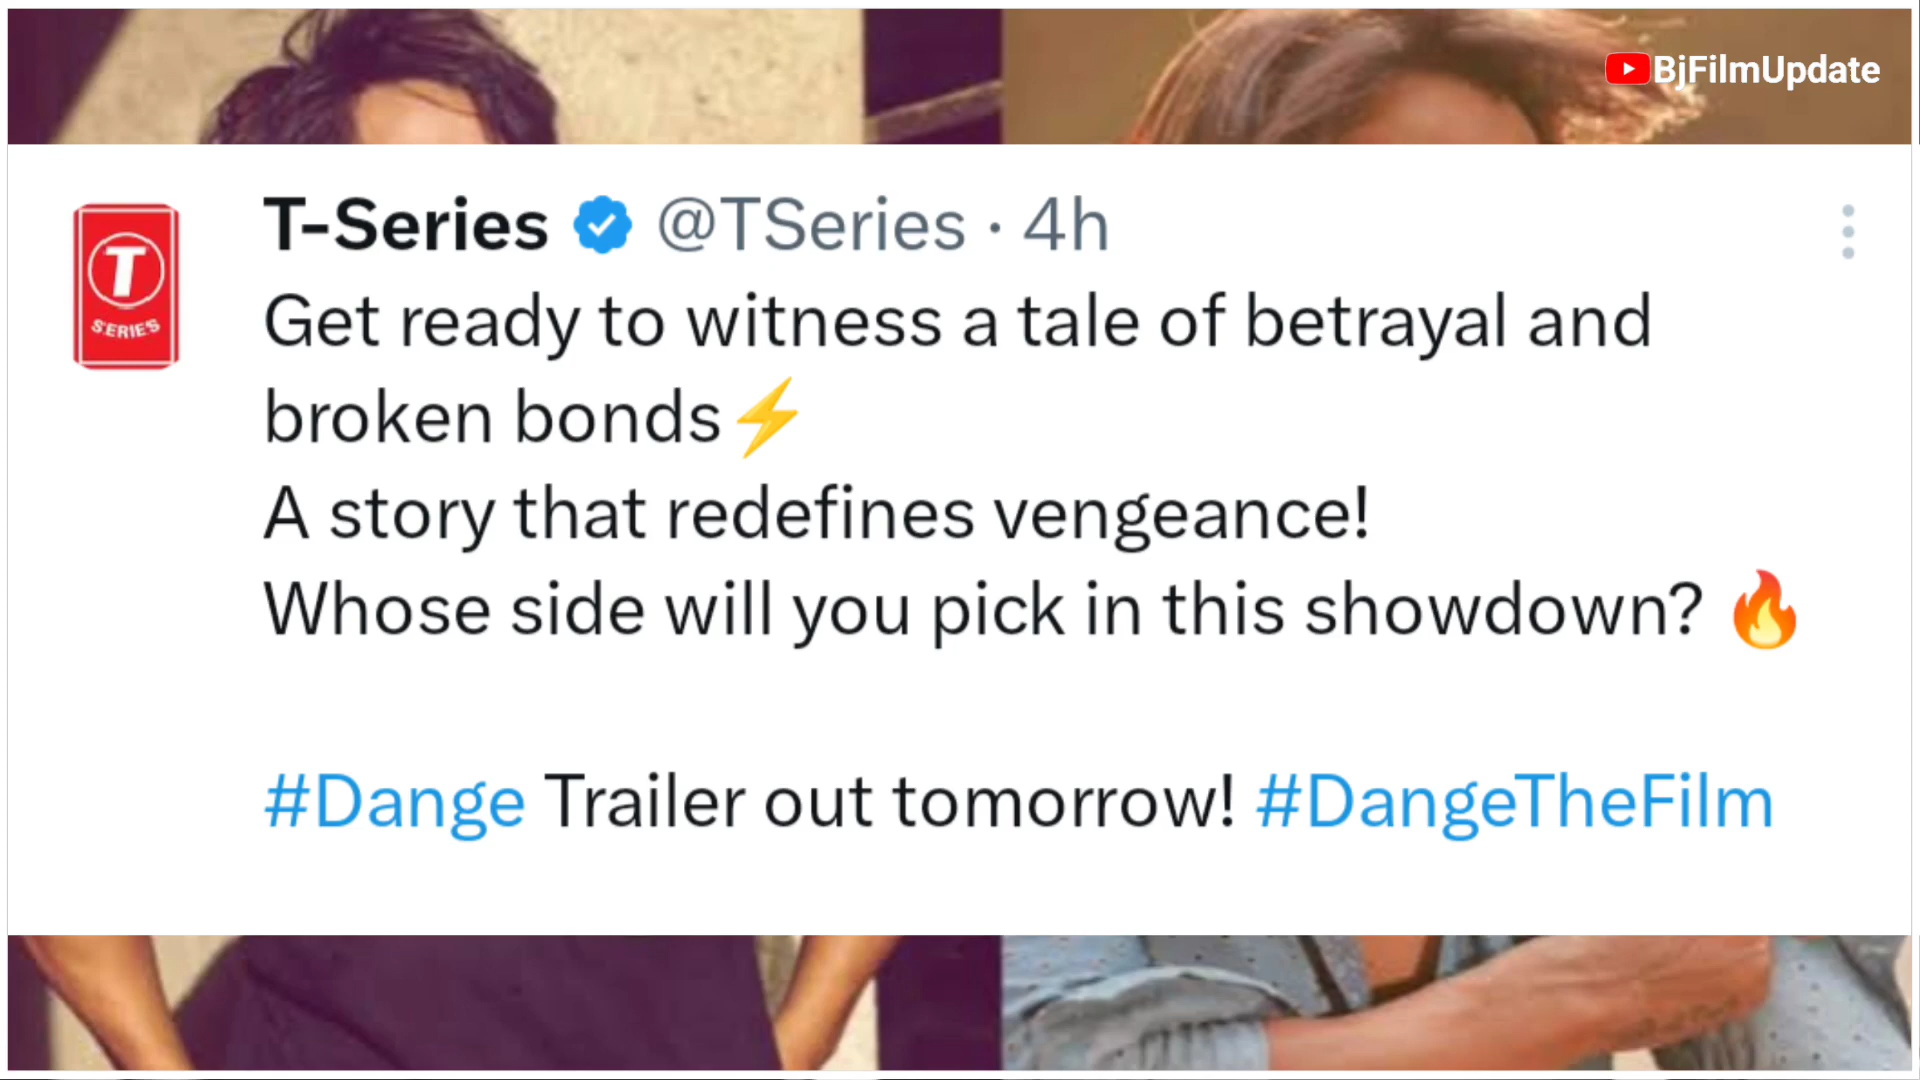 BjFilmUpdate
T-Series @TSeries · 4h
Get ready to witness a tale of betrayal and
broken bonds⚡
A story that redefines vengeance!
Whose side will you pick in this showdown? 🔥
#Dange Trailer out tomorrow! #DangeTheFilm
T
SERIES